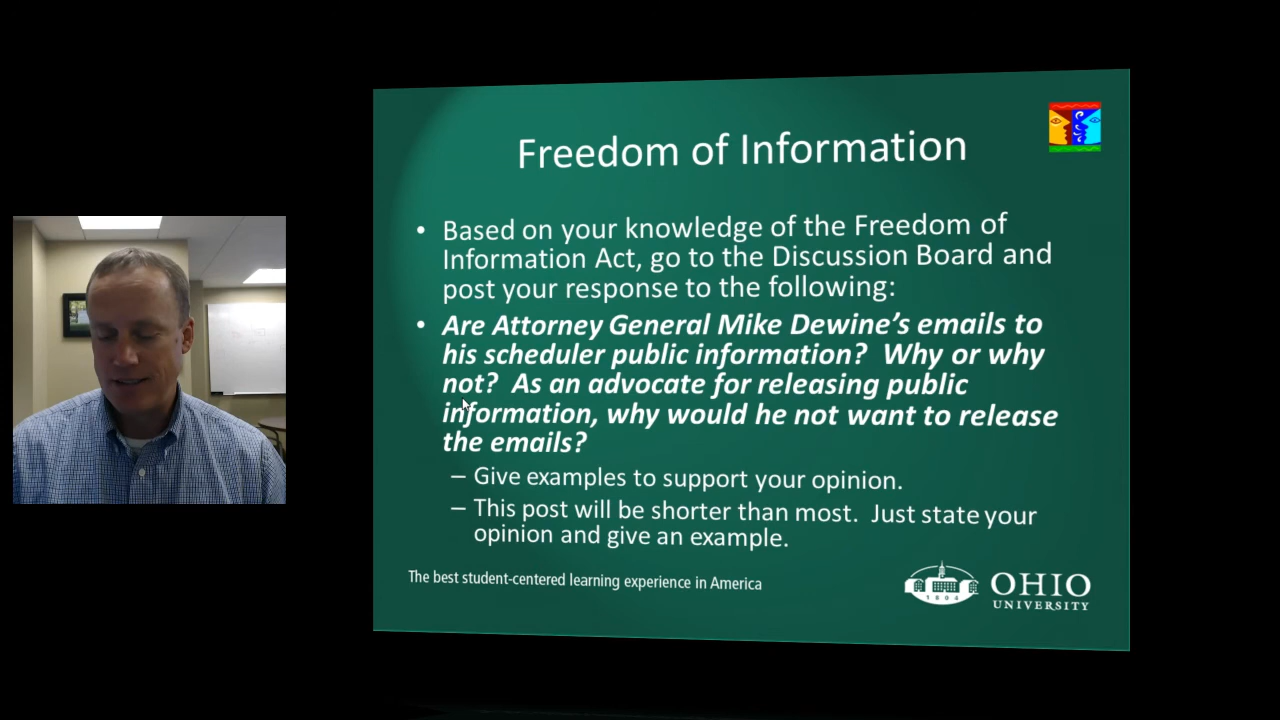 Freedom of Information
• Based on your knowledge of the Freedom of
Information Act, go to the Discussion Board and
post your response to the following:
• Are Attorney General Mike Dewine’s emails to
his scheduler public information? Why or why
not? As an advocate for releasing public
information, why would he not want to release
the emails?
– Give examples to support your opinion.
– This post will be shorter than most. Just state your
opinion and give an example.
The best student-centered learning experience in America
1804
OHIO
UNIVERSITY